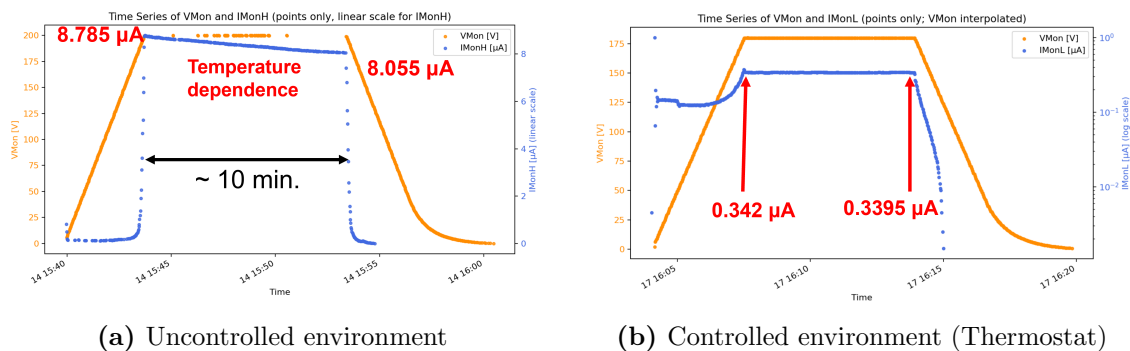 Time Series of VMon and IMonH (points only, linear scale for IMonH)
200
175
150
125
100
75
50
25
0
VMon [V]
8.785 µA
Temperature
dependence
8.055 µA
~ 10 min.
VMon [V]
IMonH [µA]
8
6
4
2
0
IMonH [µA] (linear scale)
14 15:40
14 15:45
14 15:50
14 15:55
14 16:00
Time
(a) Uncontrolled environment
Time Series of VMon and IMonL (points only; VMon interpolated)
175
150
125
100
75
50
25
0
VMon [V]
VMon [V]
IMonL [µA]
0.342 µA
0.3395 µA
10⁰
10⁻¹
10⁻²
IMonL [µA] (log scale)
17 16:05
17 16:10
17 16:15
17 16:20
Time
(b) Controlled environment (Thermostat)